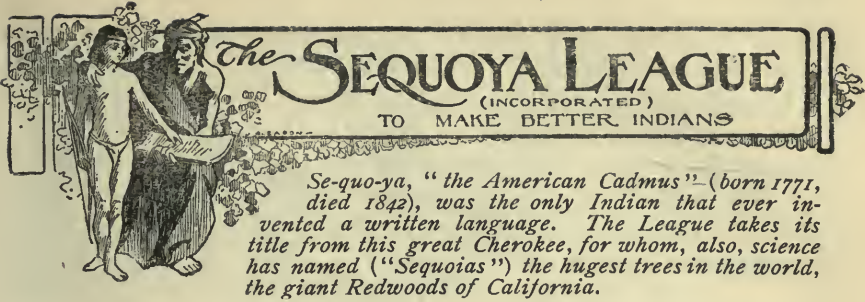 The SEQUOYA LEAGUE
(INCORPORATED)
TO MAKE BETTER INDIANS
Se-quo-ya, “ the American Cadmus ” (born 1771,
died 1842), was the only Indian that ever in-
vented a written language. The League takes its
title from this great Cherokee, for whom, also, science
has named (“Sequoias”) the hugest trees in the world,
the giant Redwoods of California.